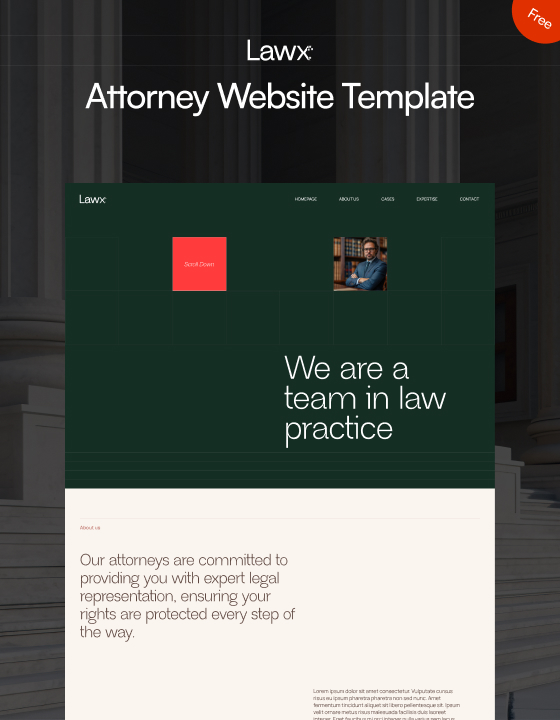 Free
Lawx
Attorney Website Template
Lawx
HOMEPAGE ABOUT US CASES EXPERTISE CONTACT
Scroll Down
We are a
team in law
practice
About us
Our attorneys are committed to
providing you with expert legal
representation, ensuring your
rights are protected every step of
the way.
Lorem ipsum dolor sit amet consectetur. Vulputate cursus
risus eu ipsum pharetra pharetra non sed amet. Pharetra
fermentum tincidunt aliquet sit libero pellentesque sit. Ipsum
velit ornare metus risus malesuada facilisis duis laoreet